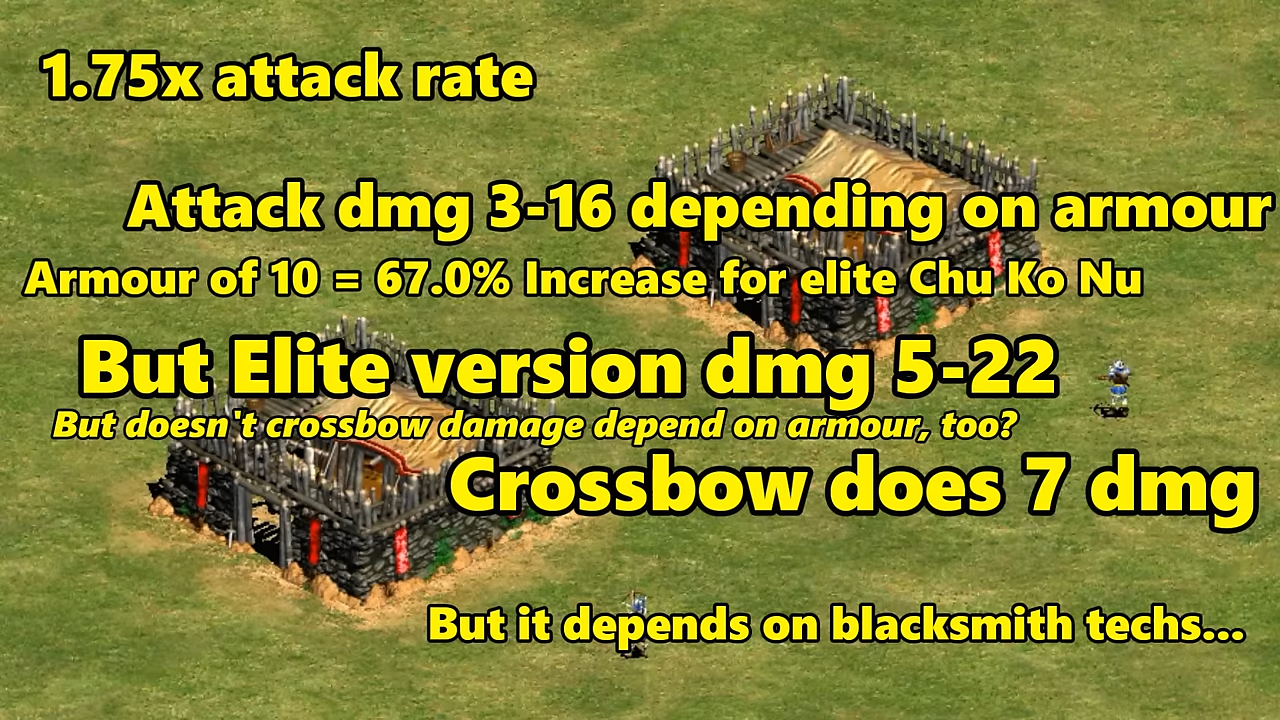 1.75x attack rate
Attack dmg 3-16 depending on armour
Armour of 10 = 67.0% Increase for elite Chu Ko Nu
But Elite version dmg 5-22
But doesn't crossbow damage depend on armour, too?
Crossbow does 7 dmg
But it depends on blacksmith techs...